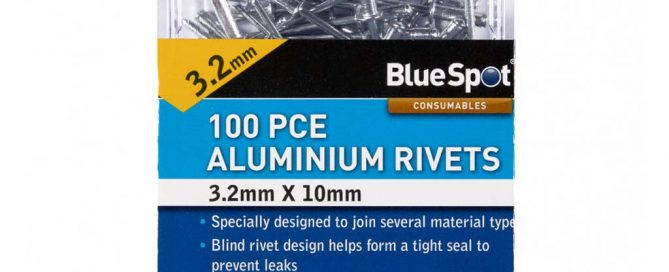 3.2mm
BlueSpot®
CONSUMABLES
100 PCE
ALUMINIUM RIVETS
3.2mm X 10mm
• Specially designed to join several material type
• Blind rivet design helps form a tight seal to
prevent leaks